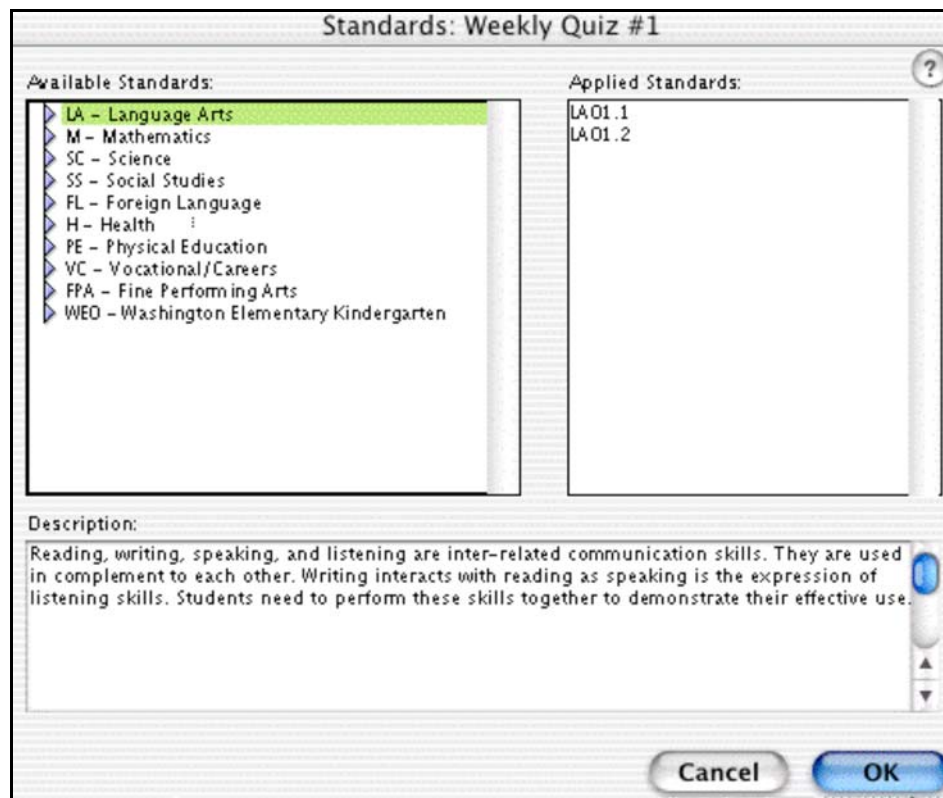 Standards: Weekly Quiz #1
?
Available Standards:
LA – Language Arts
M – Mathematics
SC – Science
SS – Social Studies
FL – Foreign Language
H – Health
PE – Physical Education
VC – Vocational/Careers
FPA – Fine Performing Arts
WEO – Washington Elementary Kindergarten
Applied Standards:
LA01.1
LA01.2
Description:
Reading, writing, speaking, and listening are inter-related communication skills. They are used
in complement to each other. Writing interacts with reading as speaking is the expression of
listening skills. Students need to perform these skills together to demonstrate their effective use.
Cancel
OK